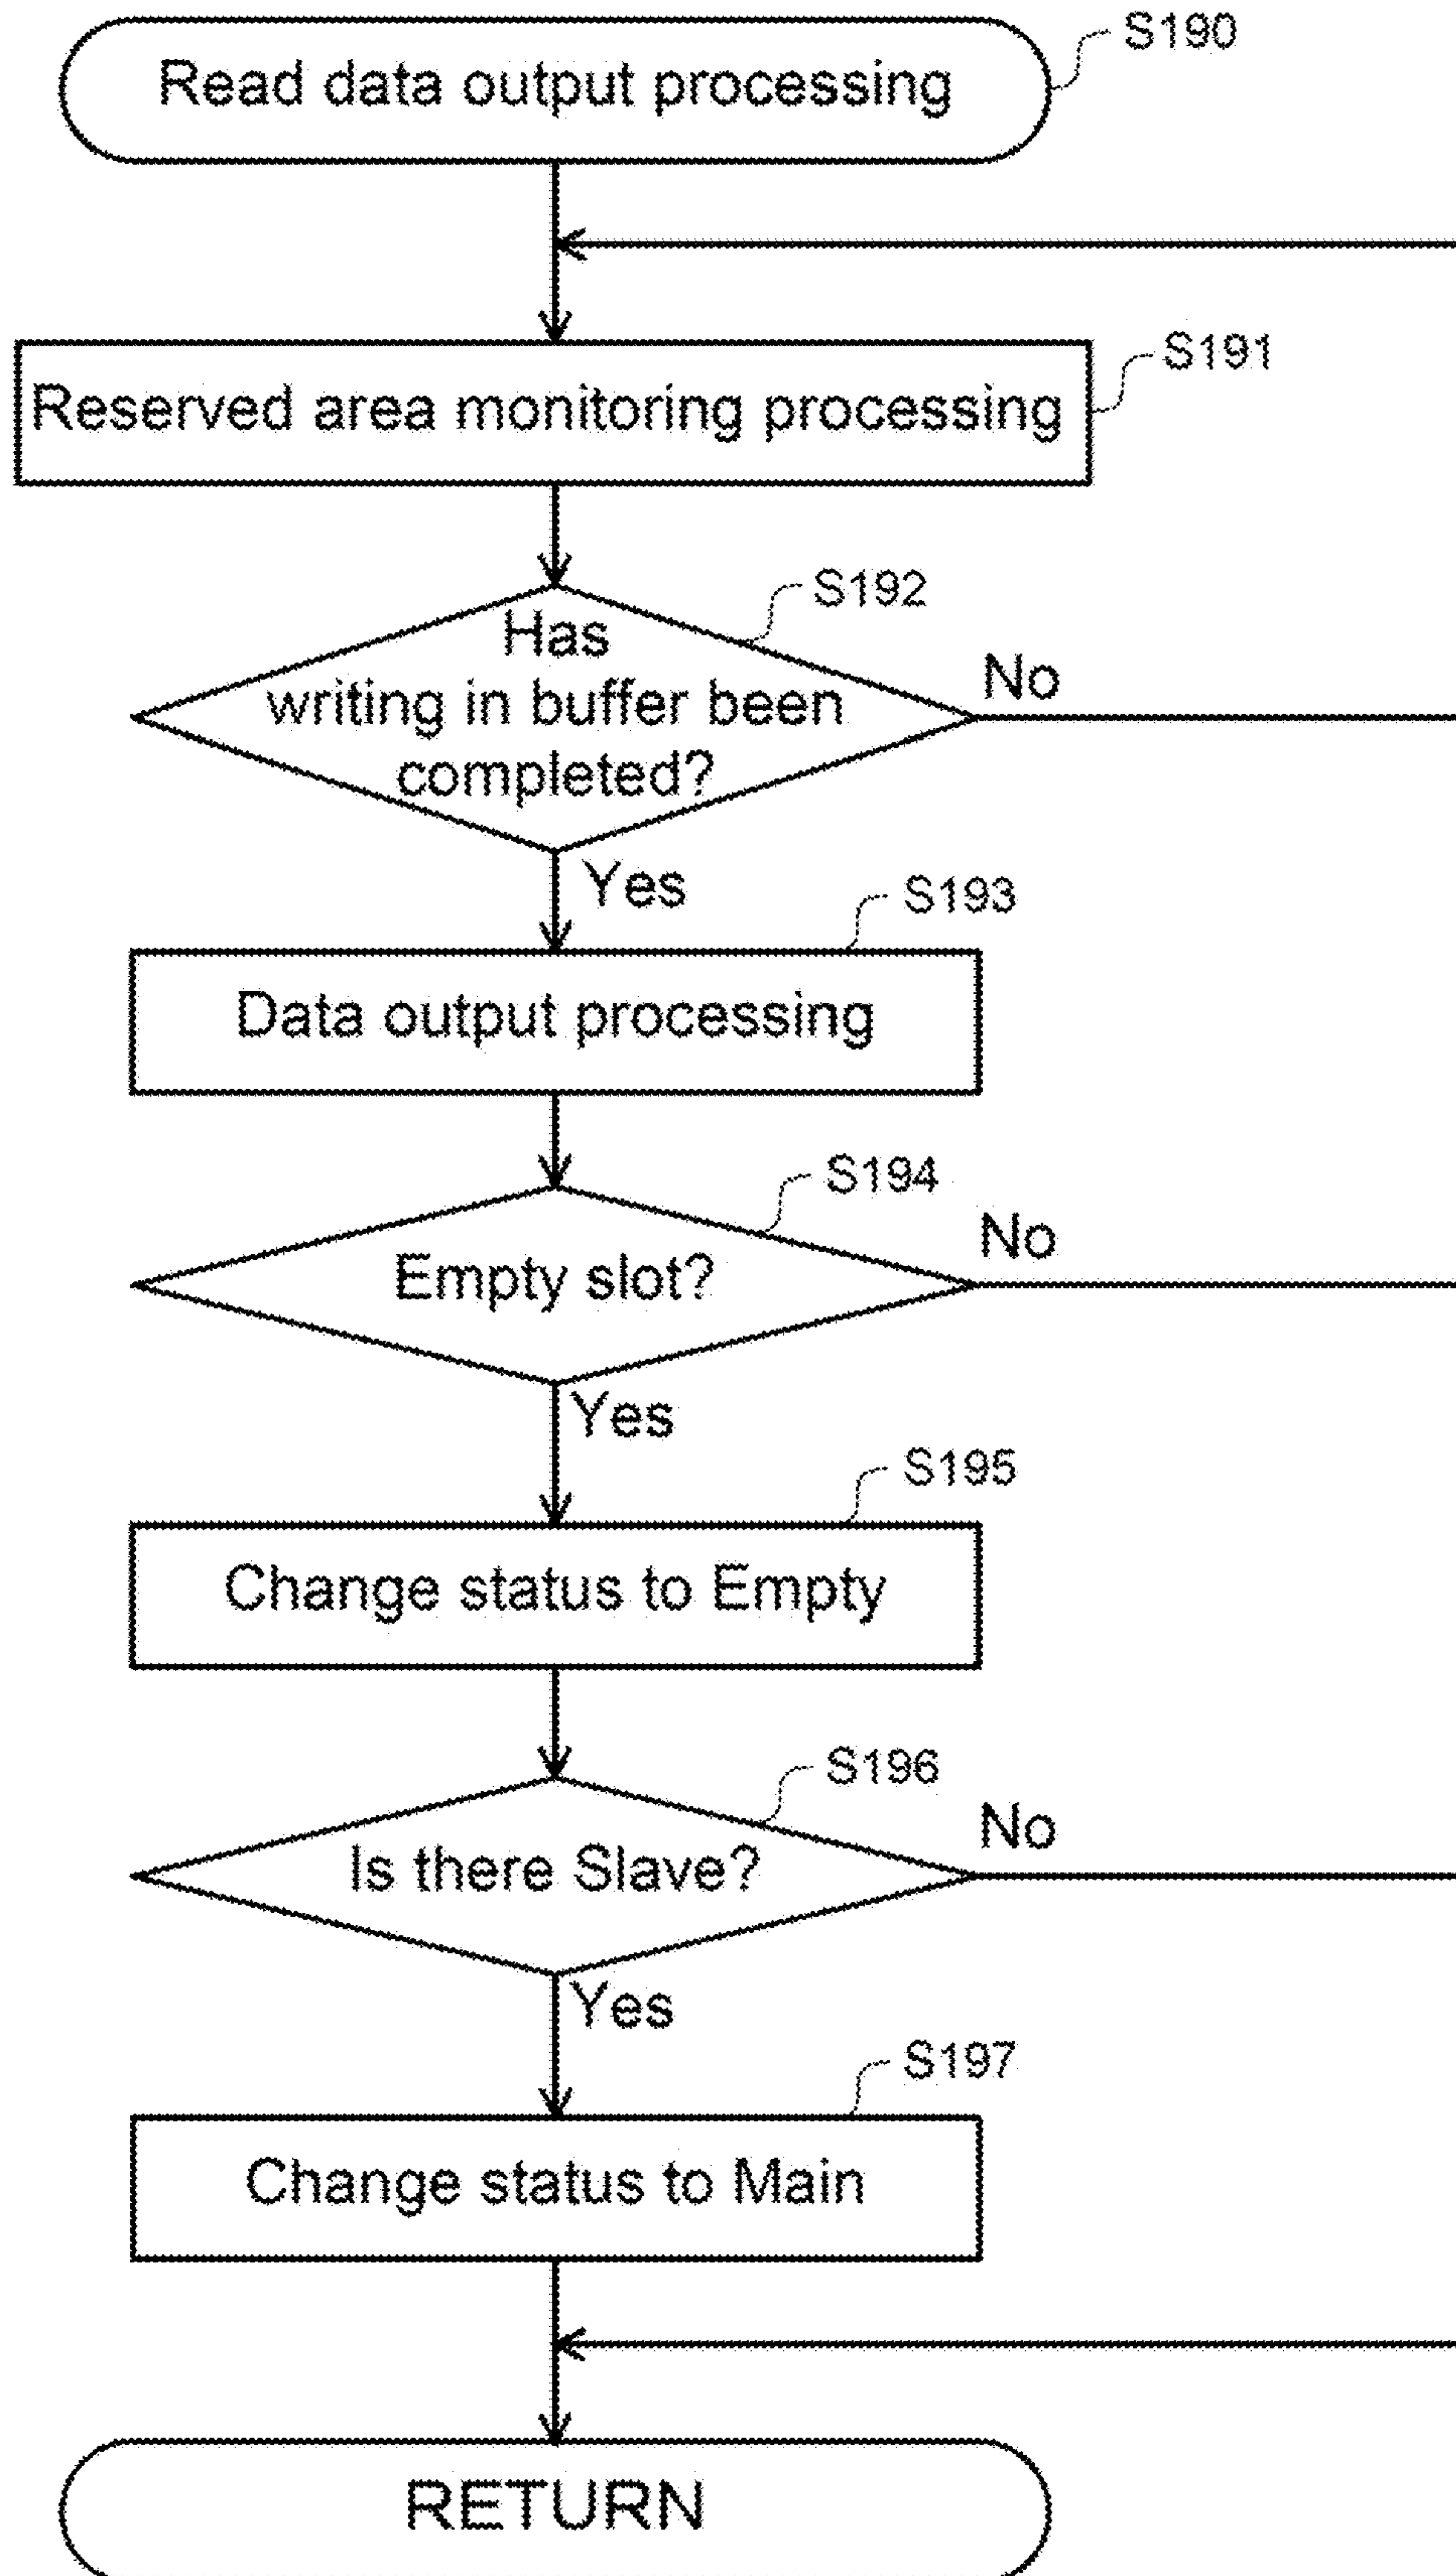 S190
Read data output processing
S191
Reserved area monitoring processing
S192
Has
writing in buffer been
completed?
No
Yes
S193
Data output processing
S194
Empty slot?
No
Yes
S195
Change status to Empty
S196
Is there Slave?
No
Yes
S197
Change status to Main
RETURN